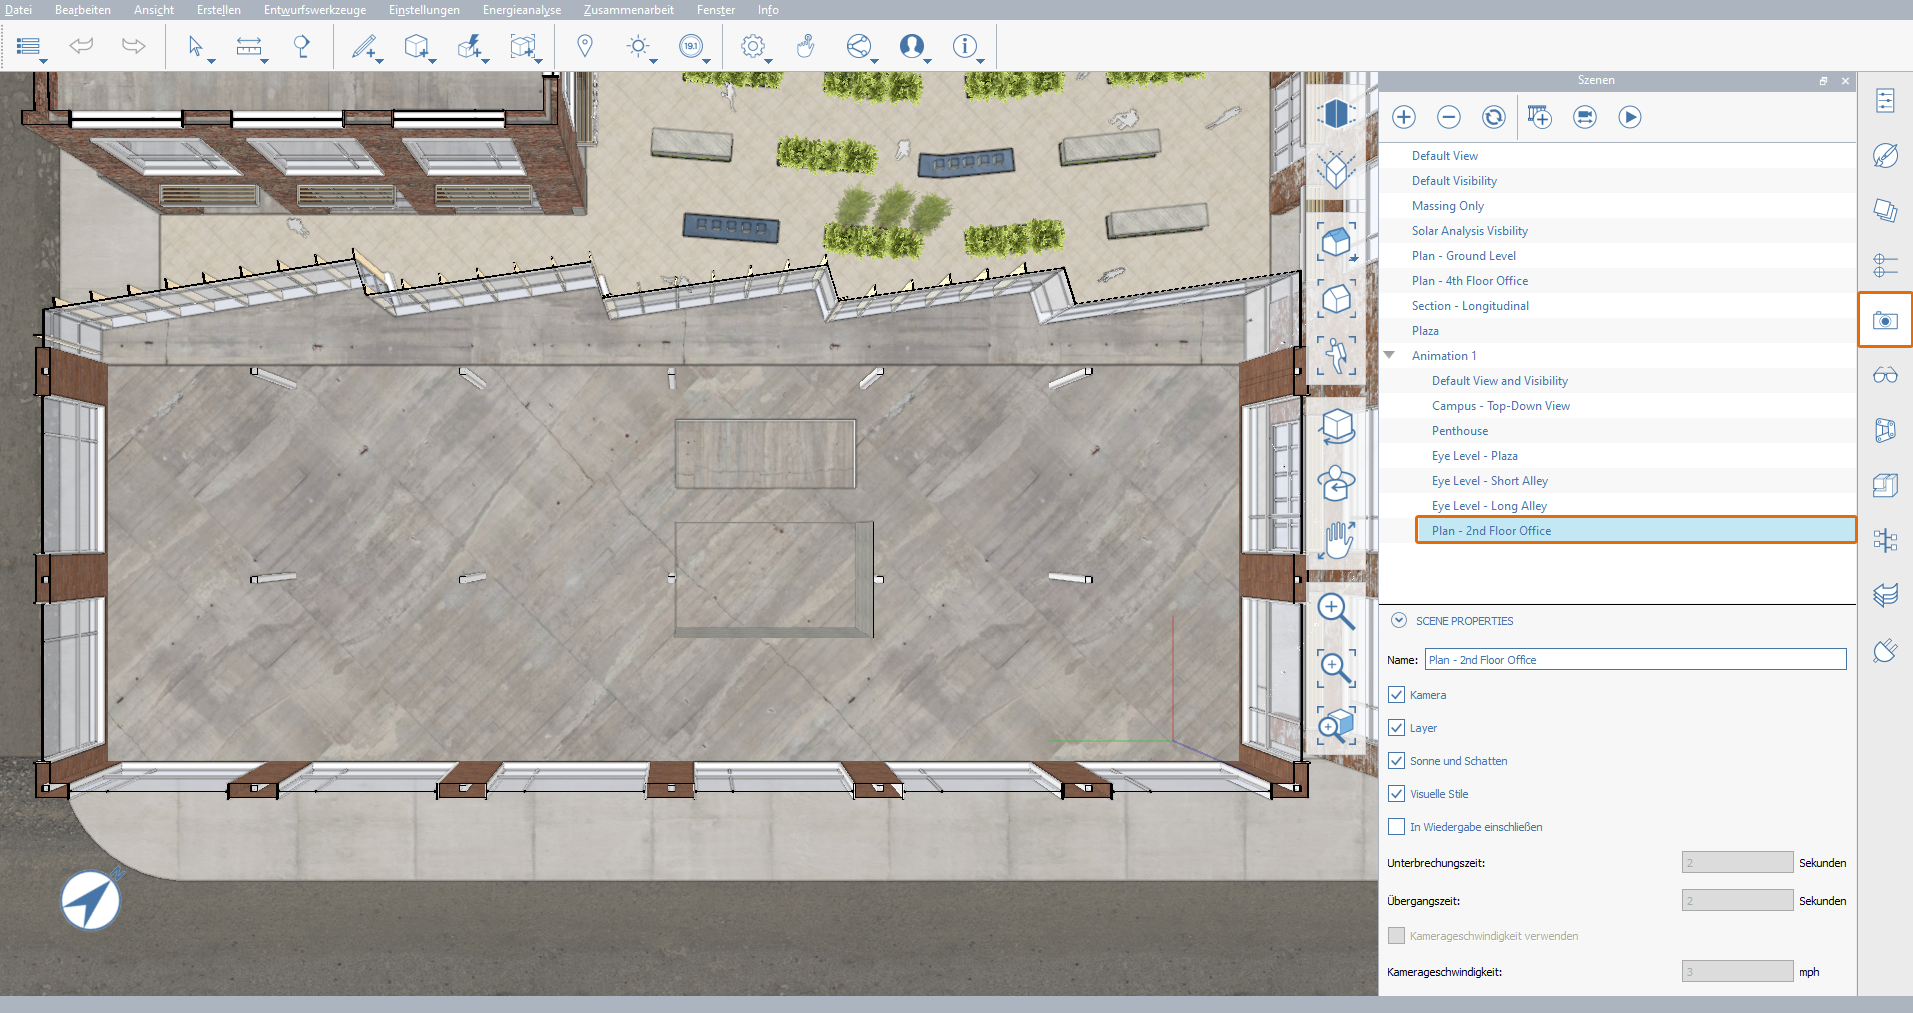 Datei Bearbeiten Ansicht Erstellen Entwurfswerkzeuge Einstellungen Energieanalyse Zusammenarbeit Fenster Info
19.1
Szenen
Default View
Default Visibility
Massing Only
Solar Analysis Visbility
Plan - Ground Level
Plan - 4th Floor Office
Section - Longitudinal
Plaza
Animation 1
Default View and Visibility
Campus - Top-Down View
Penthouse
Eye Level - Plaza
Eye Level - Short Alley
Eye Level - Long Alley
Plan - 2nd Floor Office
SCENE PROPERTIES
Name: Plan - 2nd Floor Office
Kamera
Layer
Sonne und Schatten
Visuelle Stile
In Wiedergabe einschließen
Unterbrechungszeit: 2 Sekunden
Übergangszeit: 2 Sekunden
Kamerageschwindigkeit verwenden
Kamerageschwindigkeit: 3 mph
N